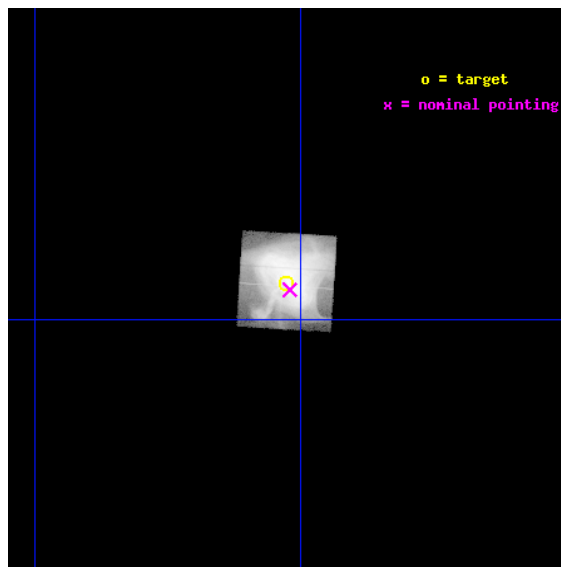 o = target
x = nominal pointing